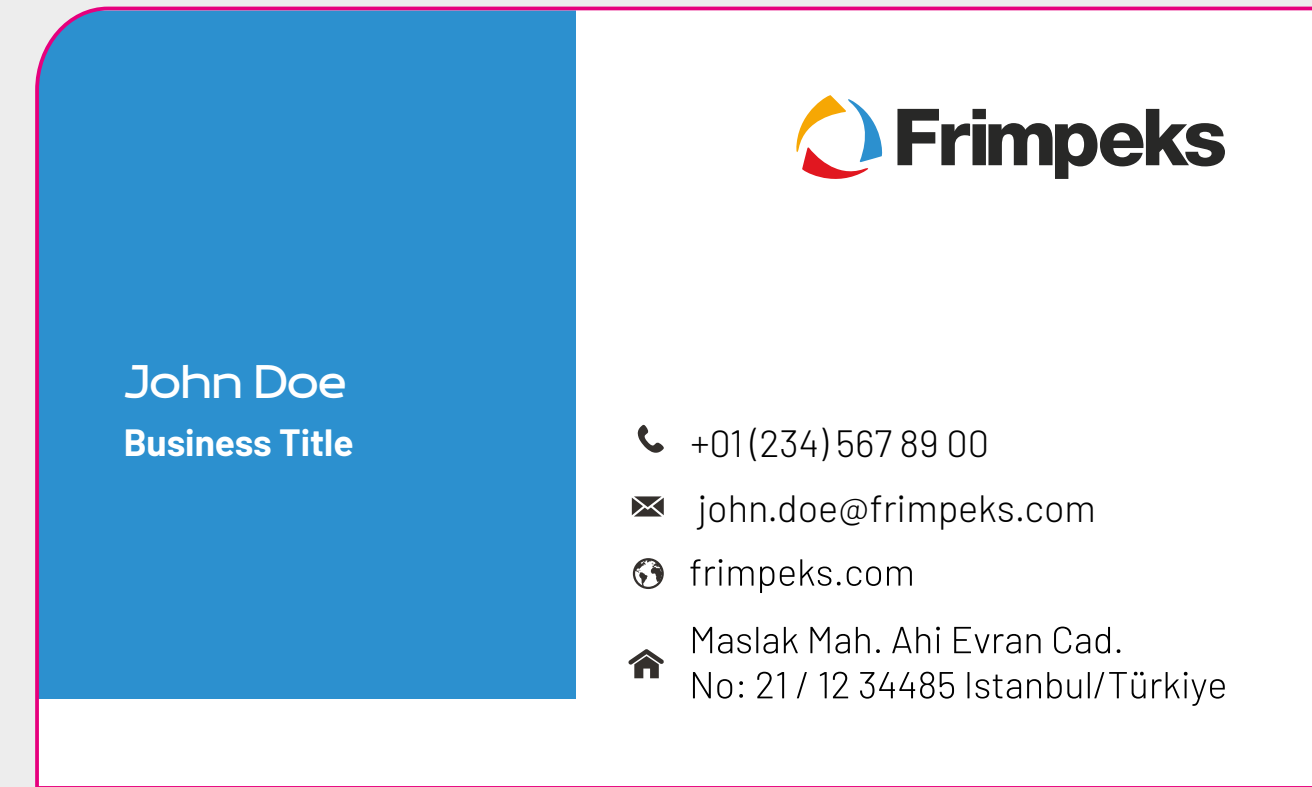 Frimpeks
John Doe
Business Title
+01 (234) 567 89 00
john.doe@frimpeks.com
frimpeks.com
Maslak Mah. Ahi Evran Cad.
No: 21 / 12 34485 Istanbul/Türkiye